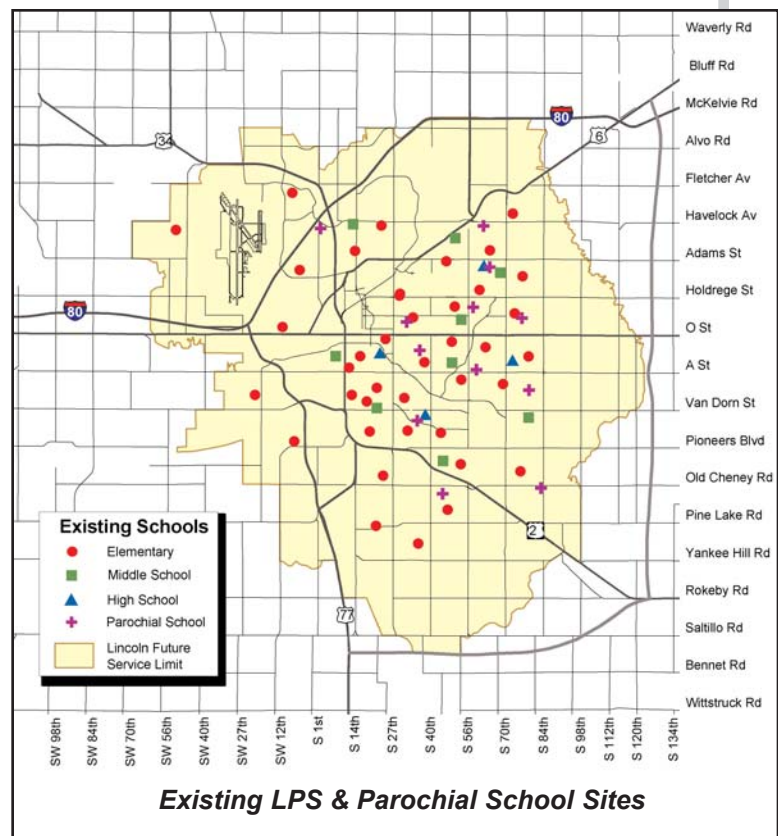 Waverly Rd
Bluff Rd
McKelvie Rd
80
6
34
Alvo Rd
Fletcher Av
Havelock Av
Adams St
Holdrege St
80
O St
A St
Van Dorn St
Pioneers Blvd
Old Cheney Rd
Pine Lake Rd
2
Yankee Hill Rd
Rokeby Rd
77
Saltillo Rd
Bennet Rd
Wittstruck Rd
Existing Schools
Elementary
Middle School
High School
Parochial School
Lincoln Future
Service Limit
SW 98th
SW 84th
SW 70th
SW 56th
SW 40th
SW 27th
SW 12th
S 1st
S 14th
S 27th
S 40th
S 56th
S 70th
S 84th
S 98th
S 112th
S 120th
S 134th
Existing LPS & Parochial School Sites